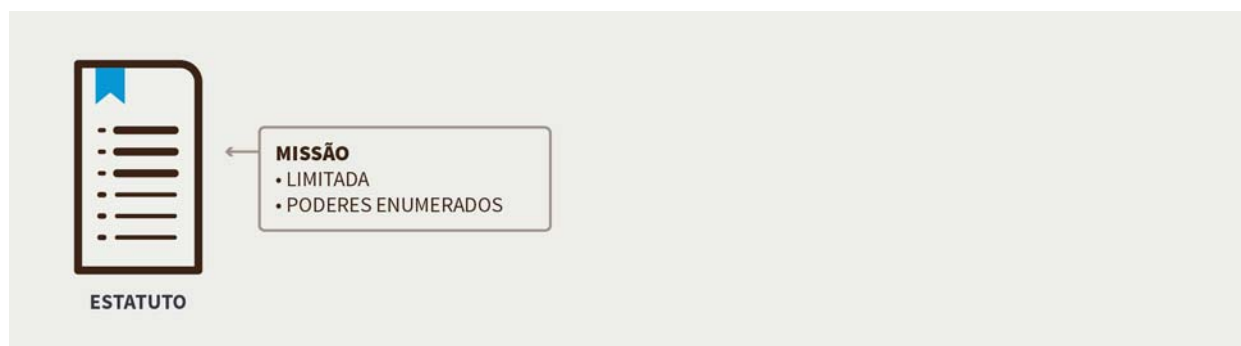 MISSÃO
• LIMITADA
• PODERES ENUMERADOS
ESTATUTO